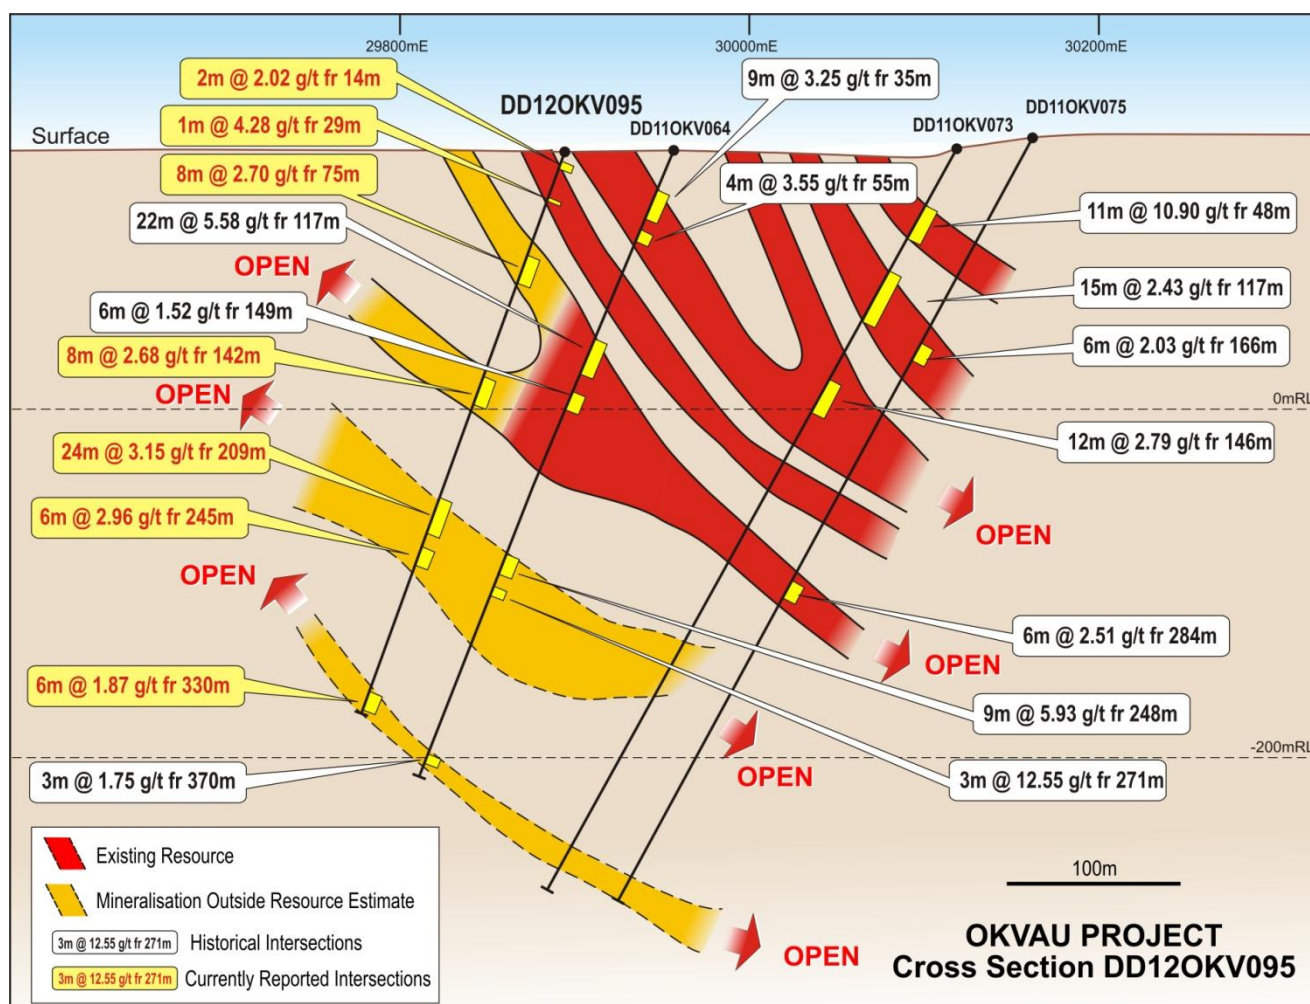 29800mE
30000mE
30200mE
2m @ 2.02 g/t fr 14m
9m @ 3.25 g/t fr 35m
DD12OKV095
DD11OKV064
DD11OKV073
DD11OKV075
1m @ 4.28 g/t fr 29m
Surface
8m @ 2.70 g/t fr 75m
4m @ 3.55 g/t fr 55m
22m @ 5.58 g/t fr 117m
11m @ 10.90 g/t fr 48m
OPEN
6m @ 1.52 g/t fr 149m
15m @ 2.43 g/t fr 117m
8m @ 2.68 g/t fr 142m
6m @ 2.03 g/t fr 166m
OPEN
0mRL
24m @ 3.15 g/t fr 209m
12m @ 2.79 g/t fr 146m
6m @ 2.96 g/t fr 245m
OPEN
OPEN
6m @ 2.51 g/t fr 284m
OPEN
6m @ 1.87 g/t fr 330m
9m @ 5.93 g/t fr 248m
-200mRL
OPEN
3m @ 1.75 g/t fr 370m
3m @ 12.55 g/t fr 271m
Existing Resource
100m
Mineralisation Outside Resource Estimate
3m @ 12.55 g/t fr 271m
Historical Intersections
3m @ 12.55 g/t fr 271m
Currently Reported Intersections
OPEN
OKVAU PROJECT
Cross Section DD12OKV095